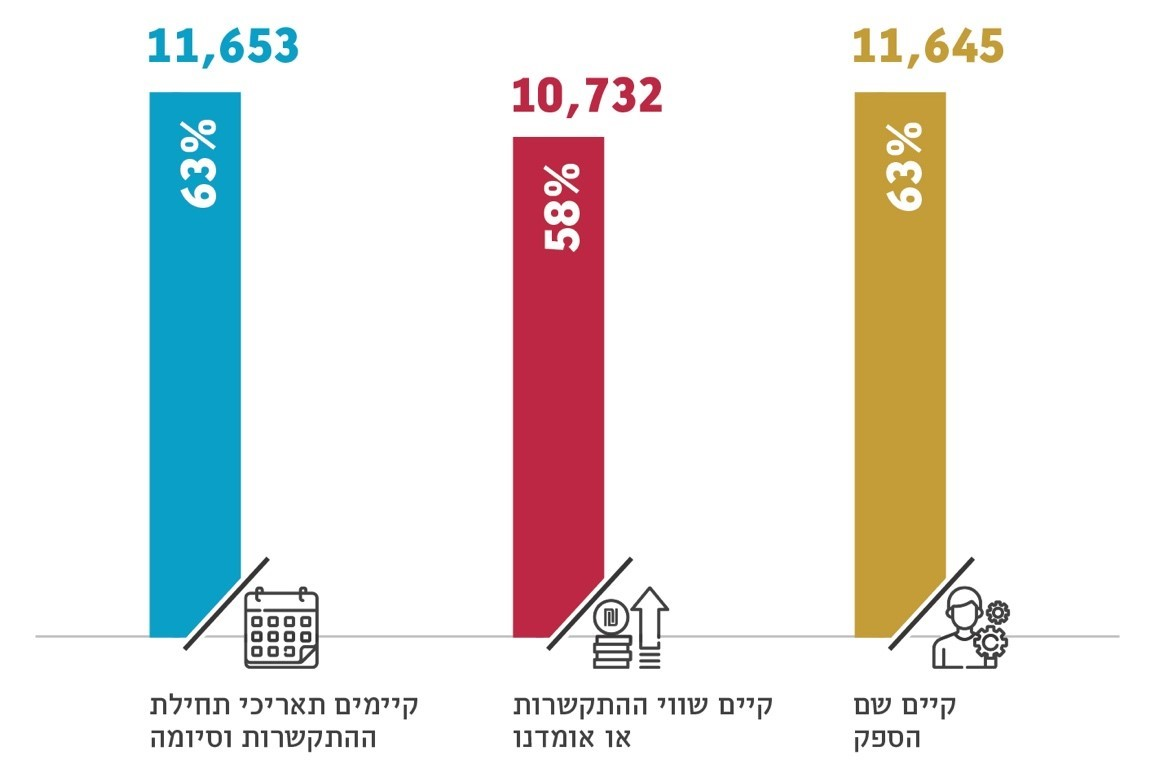 11,645
63%
קיים שם
הספק
10,732
58%
קיים שווי ההתקשרות
או אומדנו
11,653
63%
קיימים תאריכי תחילת
ההתקשרות וסיומה